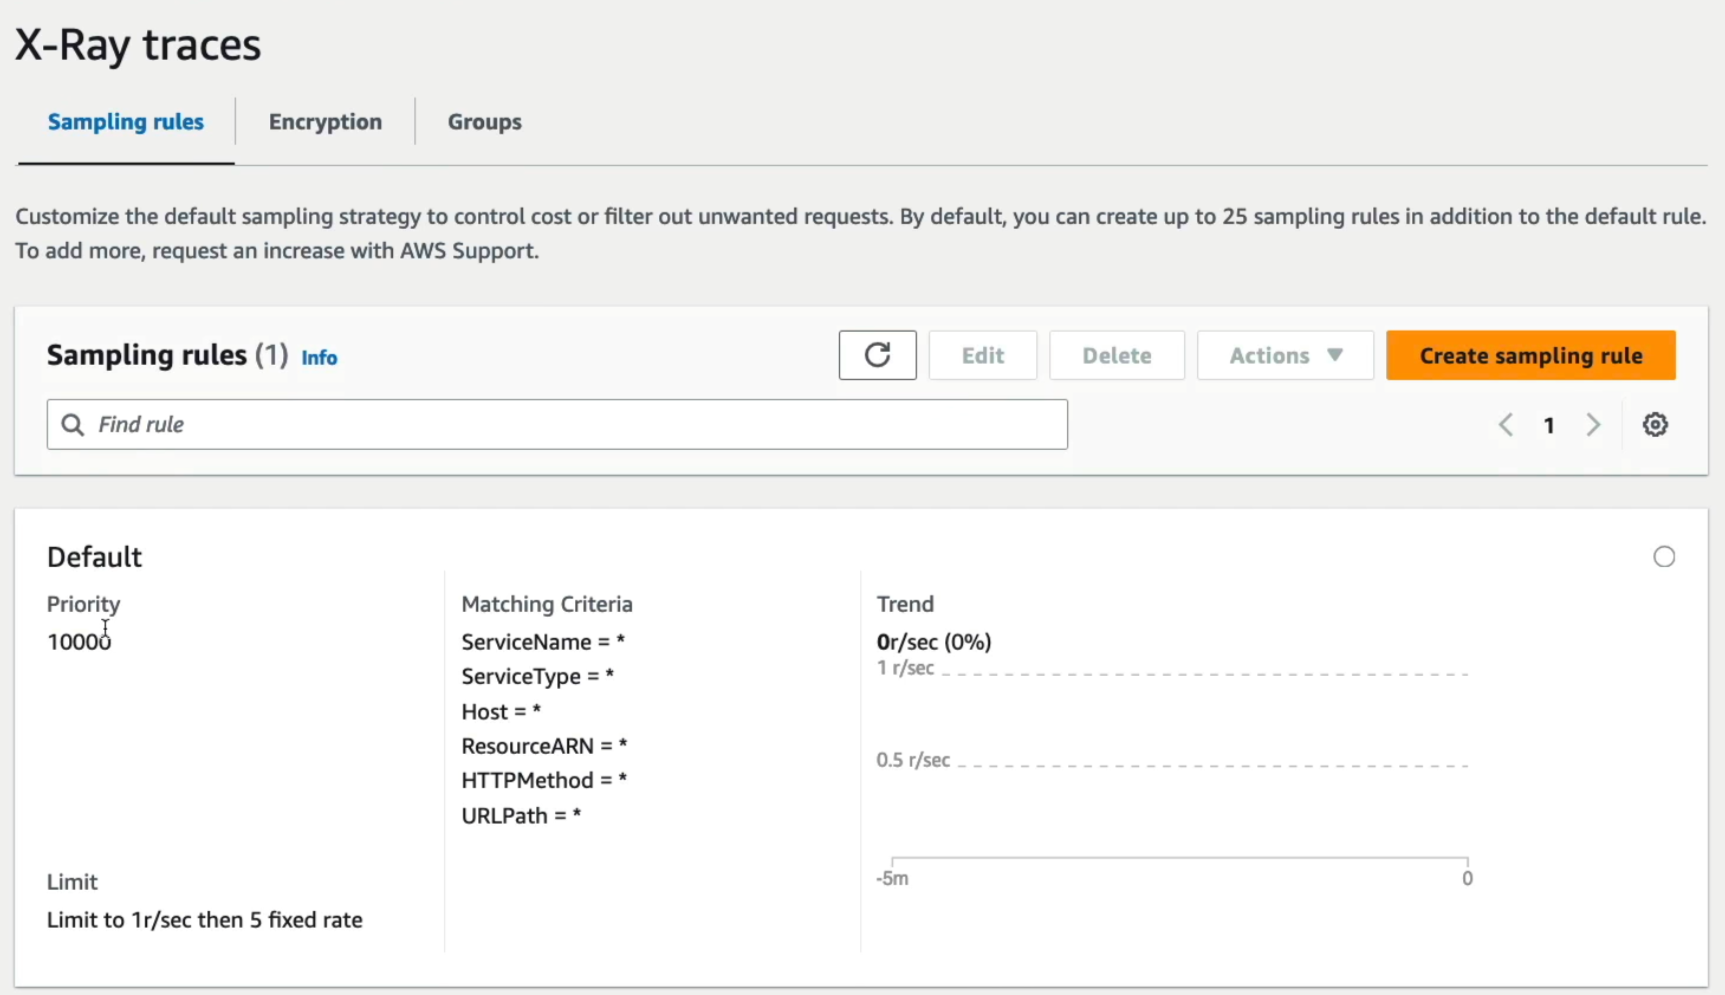 X-Ray traces
Sampling rules
Encryption
Groups
Customize the default sampling strategy to control cost or filter out unwanted requests. By default, you can create up to 25 sampling rules in addition to the default rule.
To add more, request an increase with AWS Support.
Sampling rules (1) Info
Edit
Delete
Actions
Create sampling rule
Find rule
1
Default
Priority
10000
Matching Criteria
ServiceName = *
ServiceType = *
Host = *
ResourceARN = *
HTTPMethod = *
URLPath = *
Trend
0r/sec (0%)
1 r/sec
0.5 r/sec
-5m
0
Limit
Limit to 1r/sec then 5 fixed rate